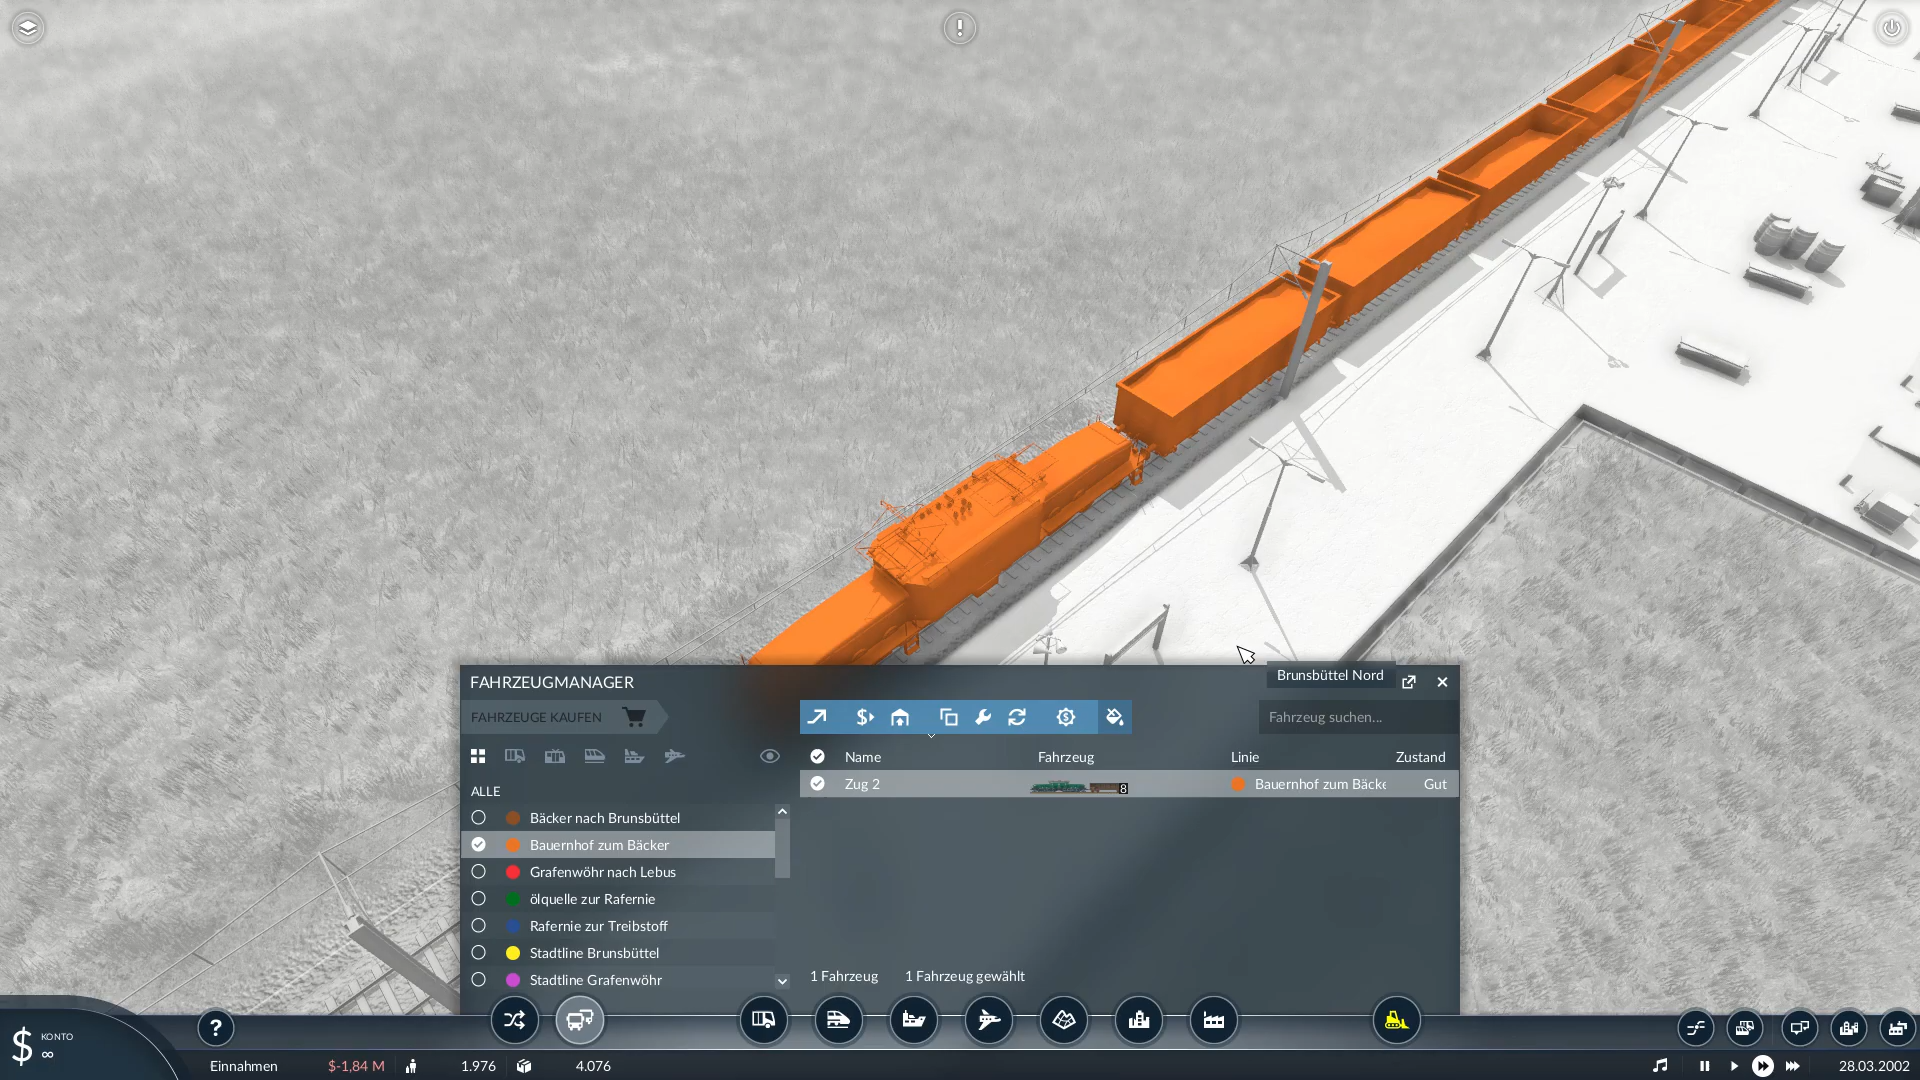 FAHRZEUGMANAGER
Brunsbüttel Nord
FAHRZEUGE KAUFEN
Fahrzeug suchen...
Name Fahrzeug Linie Zustand
Zug 2 8 Bauernhof zum Bäcke Gut
ALLE
Bäcker nach Brunsbüttel
Bauernhof zum Bäcker
Grafenwöhr nach Lebus
ölquelle zur Rafernie
Rafernie zur Treibstoff
Stadtline Brunsbüttel
Stadtline Grafenwöhr
1 Fahrzeug 1 Fahrzeug gewählt
$ KONTO
∞
?
Einnahmen $-1,84 M 1.976 4.076 28.03.2002